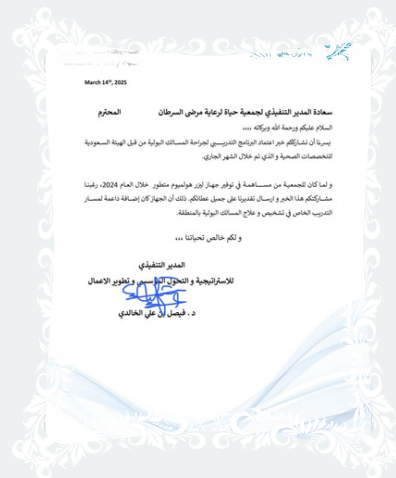 March 14th, 2025
سعادة المدير التنفيذي لجمعية حياة لرعاية مرضى السرطان المحترم
السلام عليكم ورحمة الله وبركاته ،،،،
يسرنا أن نشارككم خبر اعتماد البرنامج التدريبي لجراحة المسالك البولية من قبل الهيئة السعودية
للتخصصات الصحية و الذي تم خلال الشهر الجاري.
و لما كان للجمعية من مساهمة في توفير جهاز ليزر هولميوم متطور خلال العام 2024، رغبنا
مشاركتكم هذا الخبر و ارسال تقديرنا على جميل عطائكم. ذلك أن الجهاز كان إضافة داعمة لمسار
التدريب الخاص في تشخيص و علاج المسالك البولية بالمنطقة.
و لكم خالص تحياتنا ،،،
المدير التنفيذي
للاستراتيجية و التحول المؤسسي و تطوير الاعمال
د . فيصل بن علي الخالدي